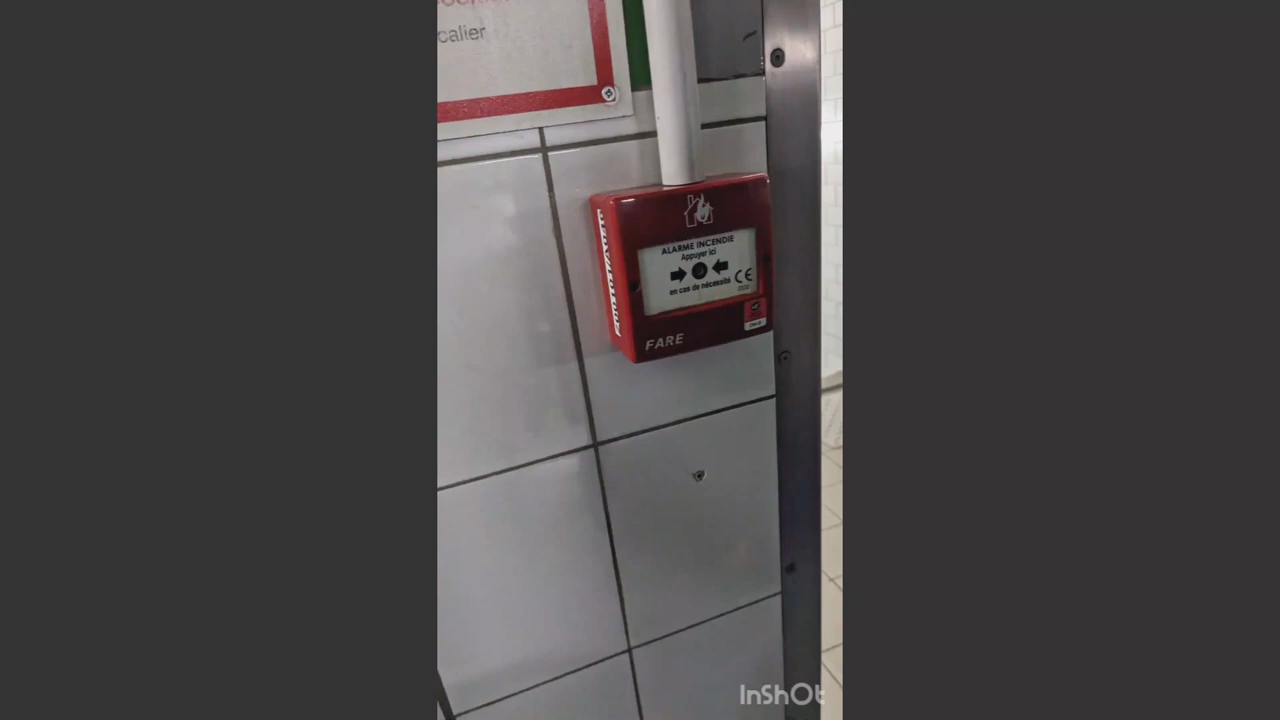 calier
ALARME INCENDIE
Appuyer ici
en cas de nécessité
CE
FARE
InShOt